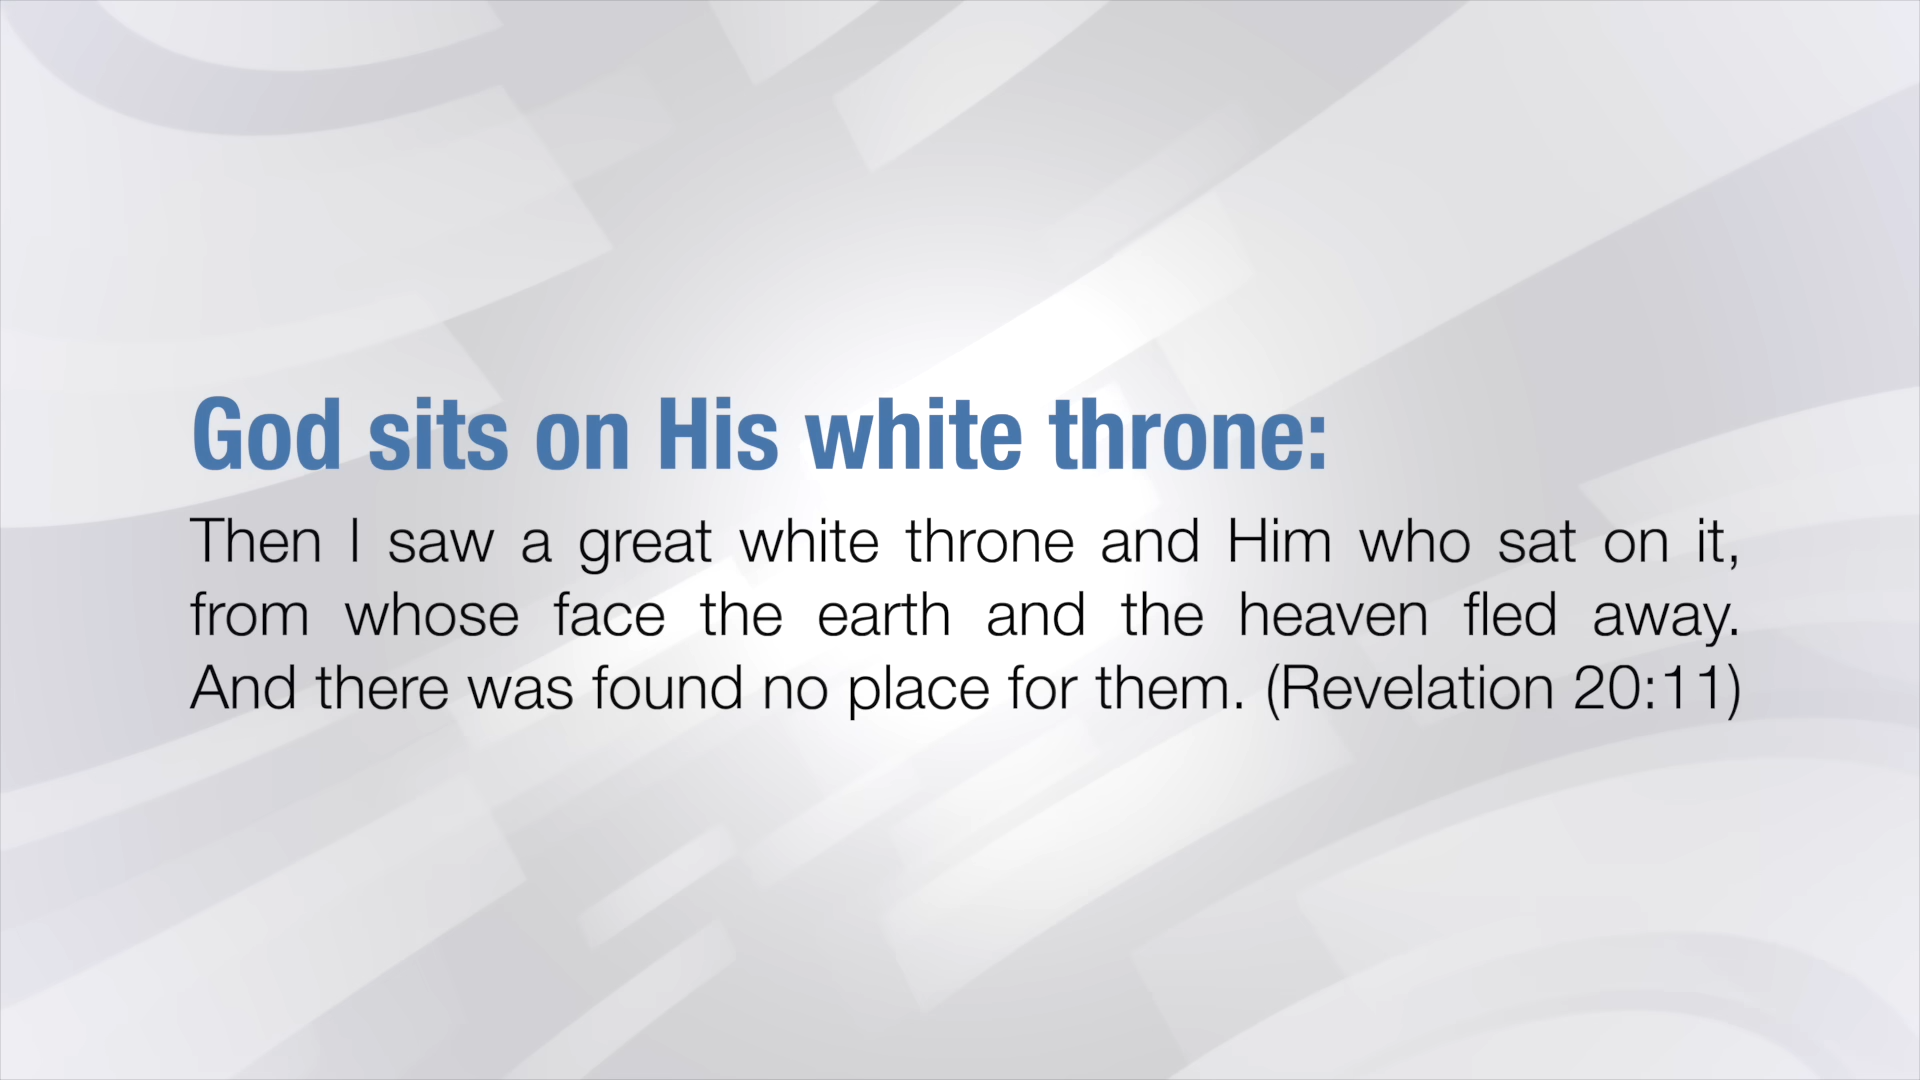 God sits on His white throne:
Then I saw a great white throne and Him who sat on it,
from whose face the earth and the heaven fled away.
And there was found no place for them. (Revelation 20:11)